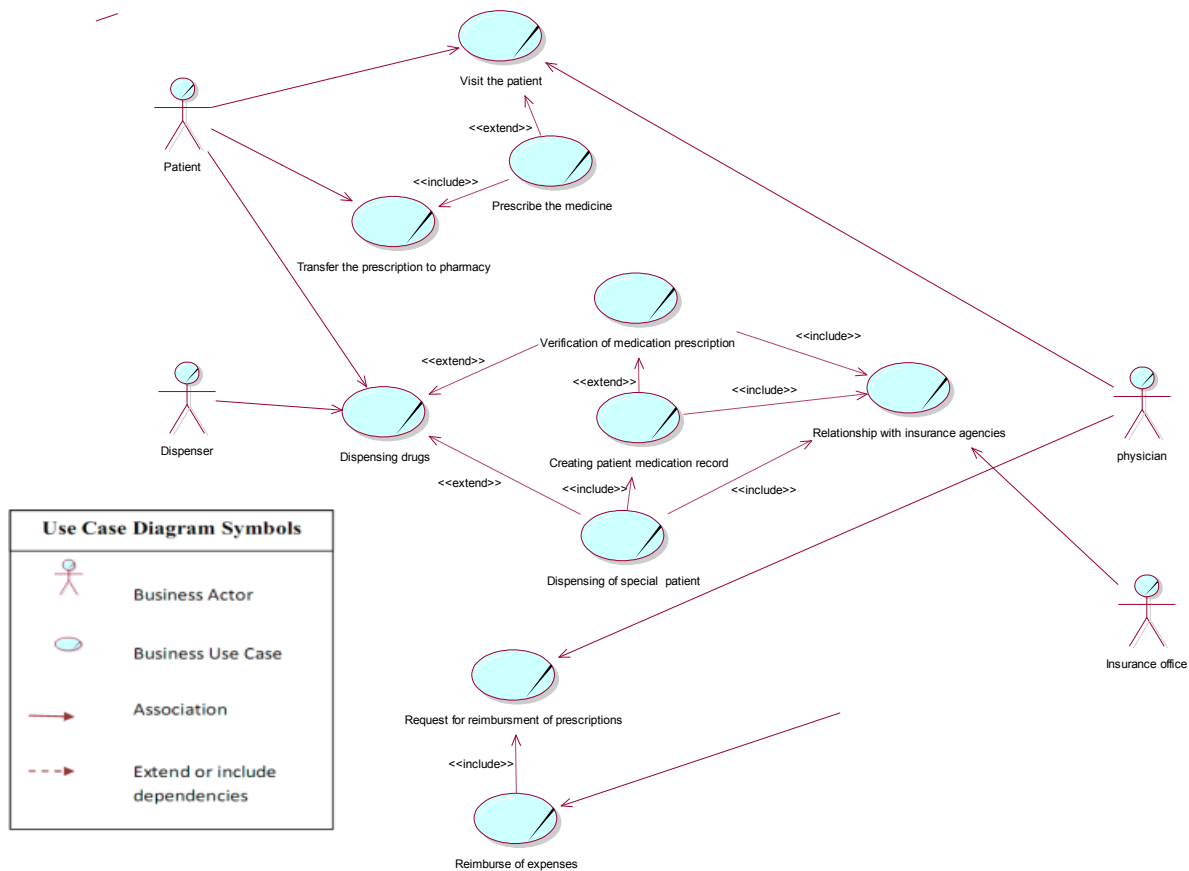 Visit the patient
<<extend>>
Patient
<<include>>
Prescribe the medicine
Transfer the prescription to pharmacy
<<include>>
Verification of medication prescription
<<extend>>
<<extend>>
<<include>>
Dispenser
Dispensing drugs
Relationship with insurance agencies
physician
Creating patient medication record
<<extend>>
<<include>>
<<include>>
Dispensing of special patient
Insurance office
Use Case Diagram Symbols
Business Actor
Business Use Case
Association
Extend or include
dependencies
Request for reimbursment of prescriptions
<<include>>
Reimburse of expenses